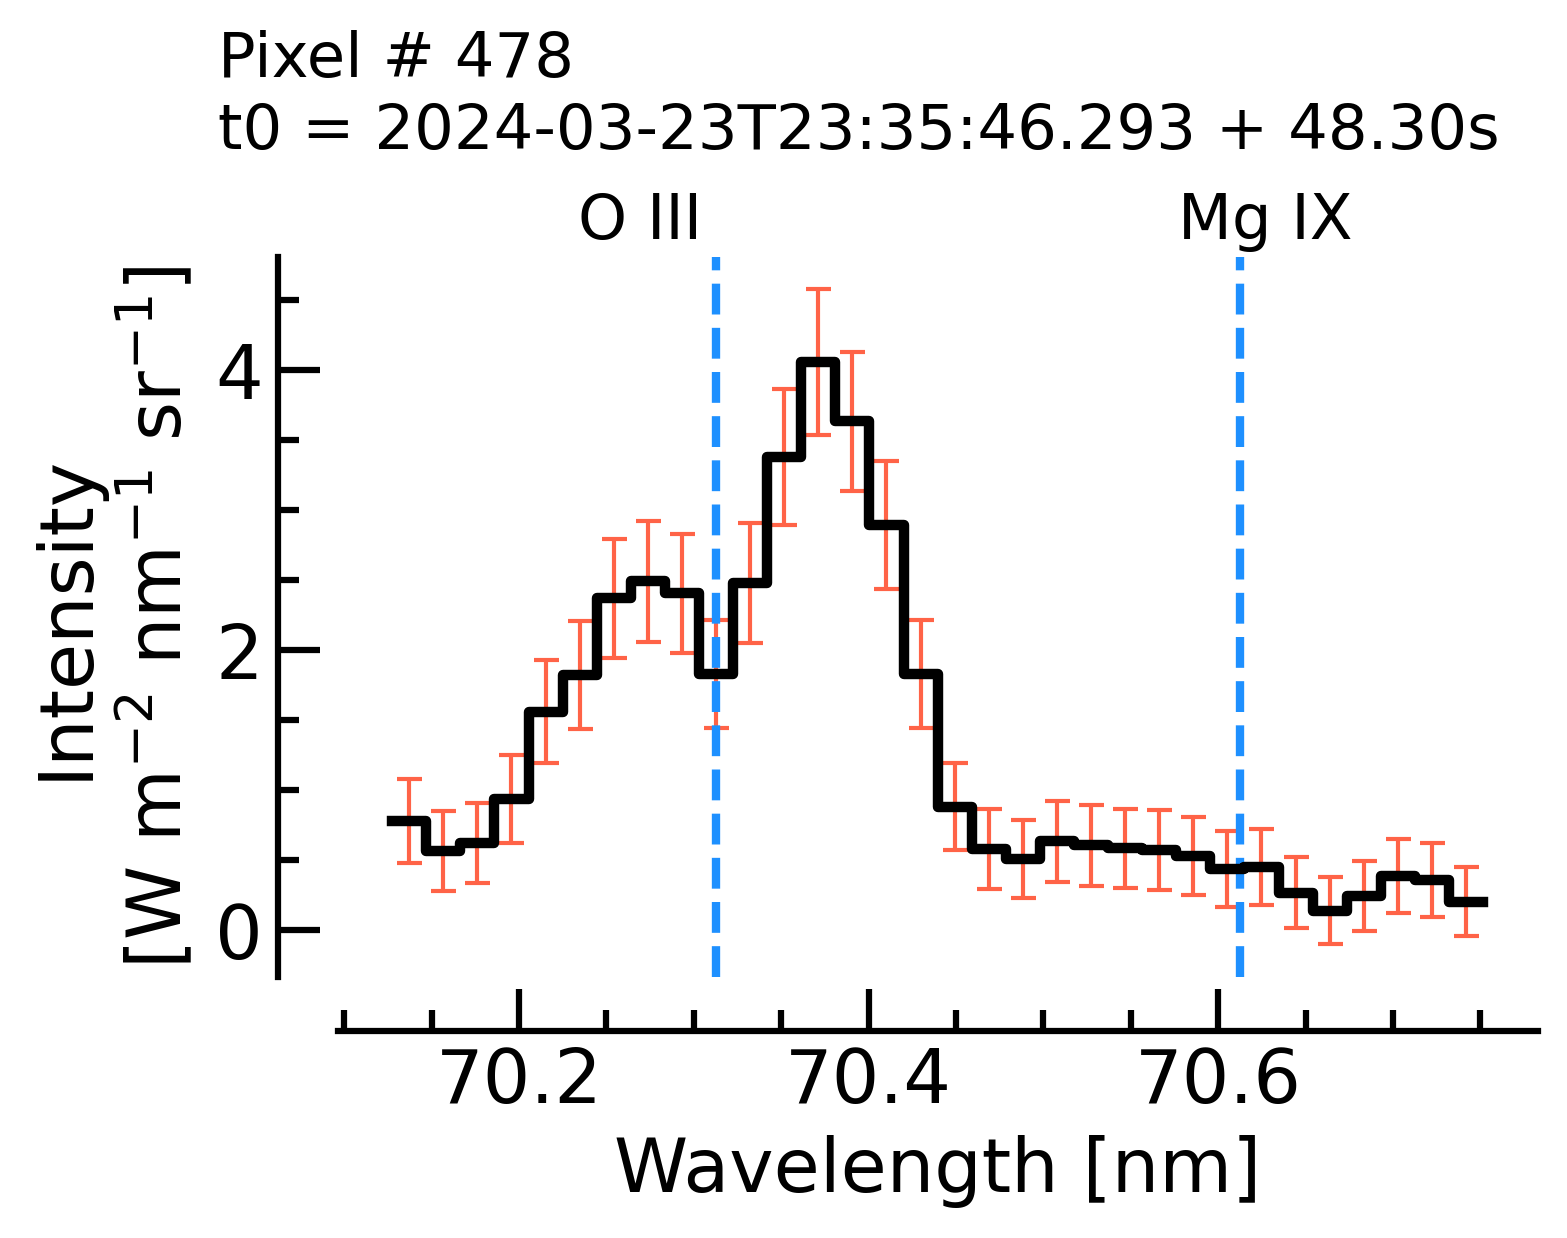 Pixel # 478
t0 = 2024-03-23T23:35:46.293 + 48.30s
O III Mg IX
Intensity
[W m⁻² nm⁻¹ sr⁻¹]
4
2
0
70.2 70.4 70.6
Wavelength [nm]